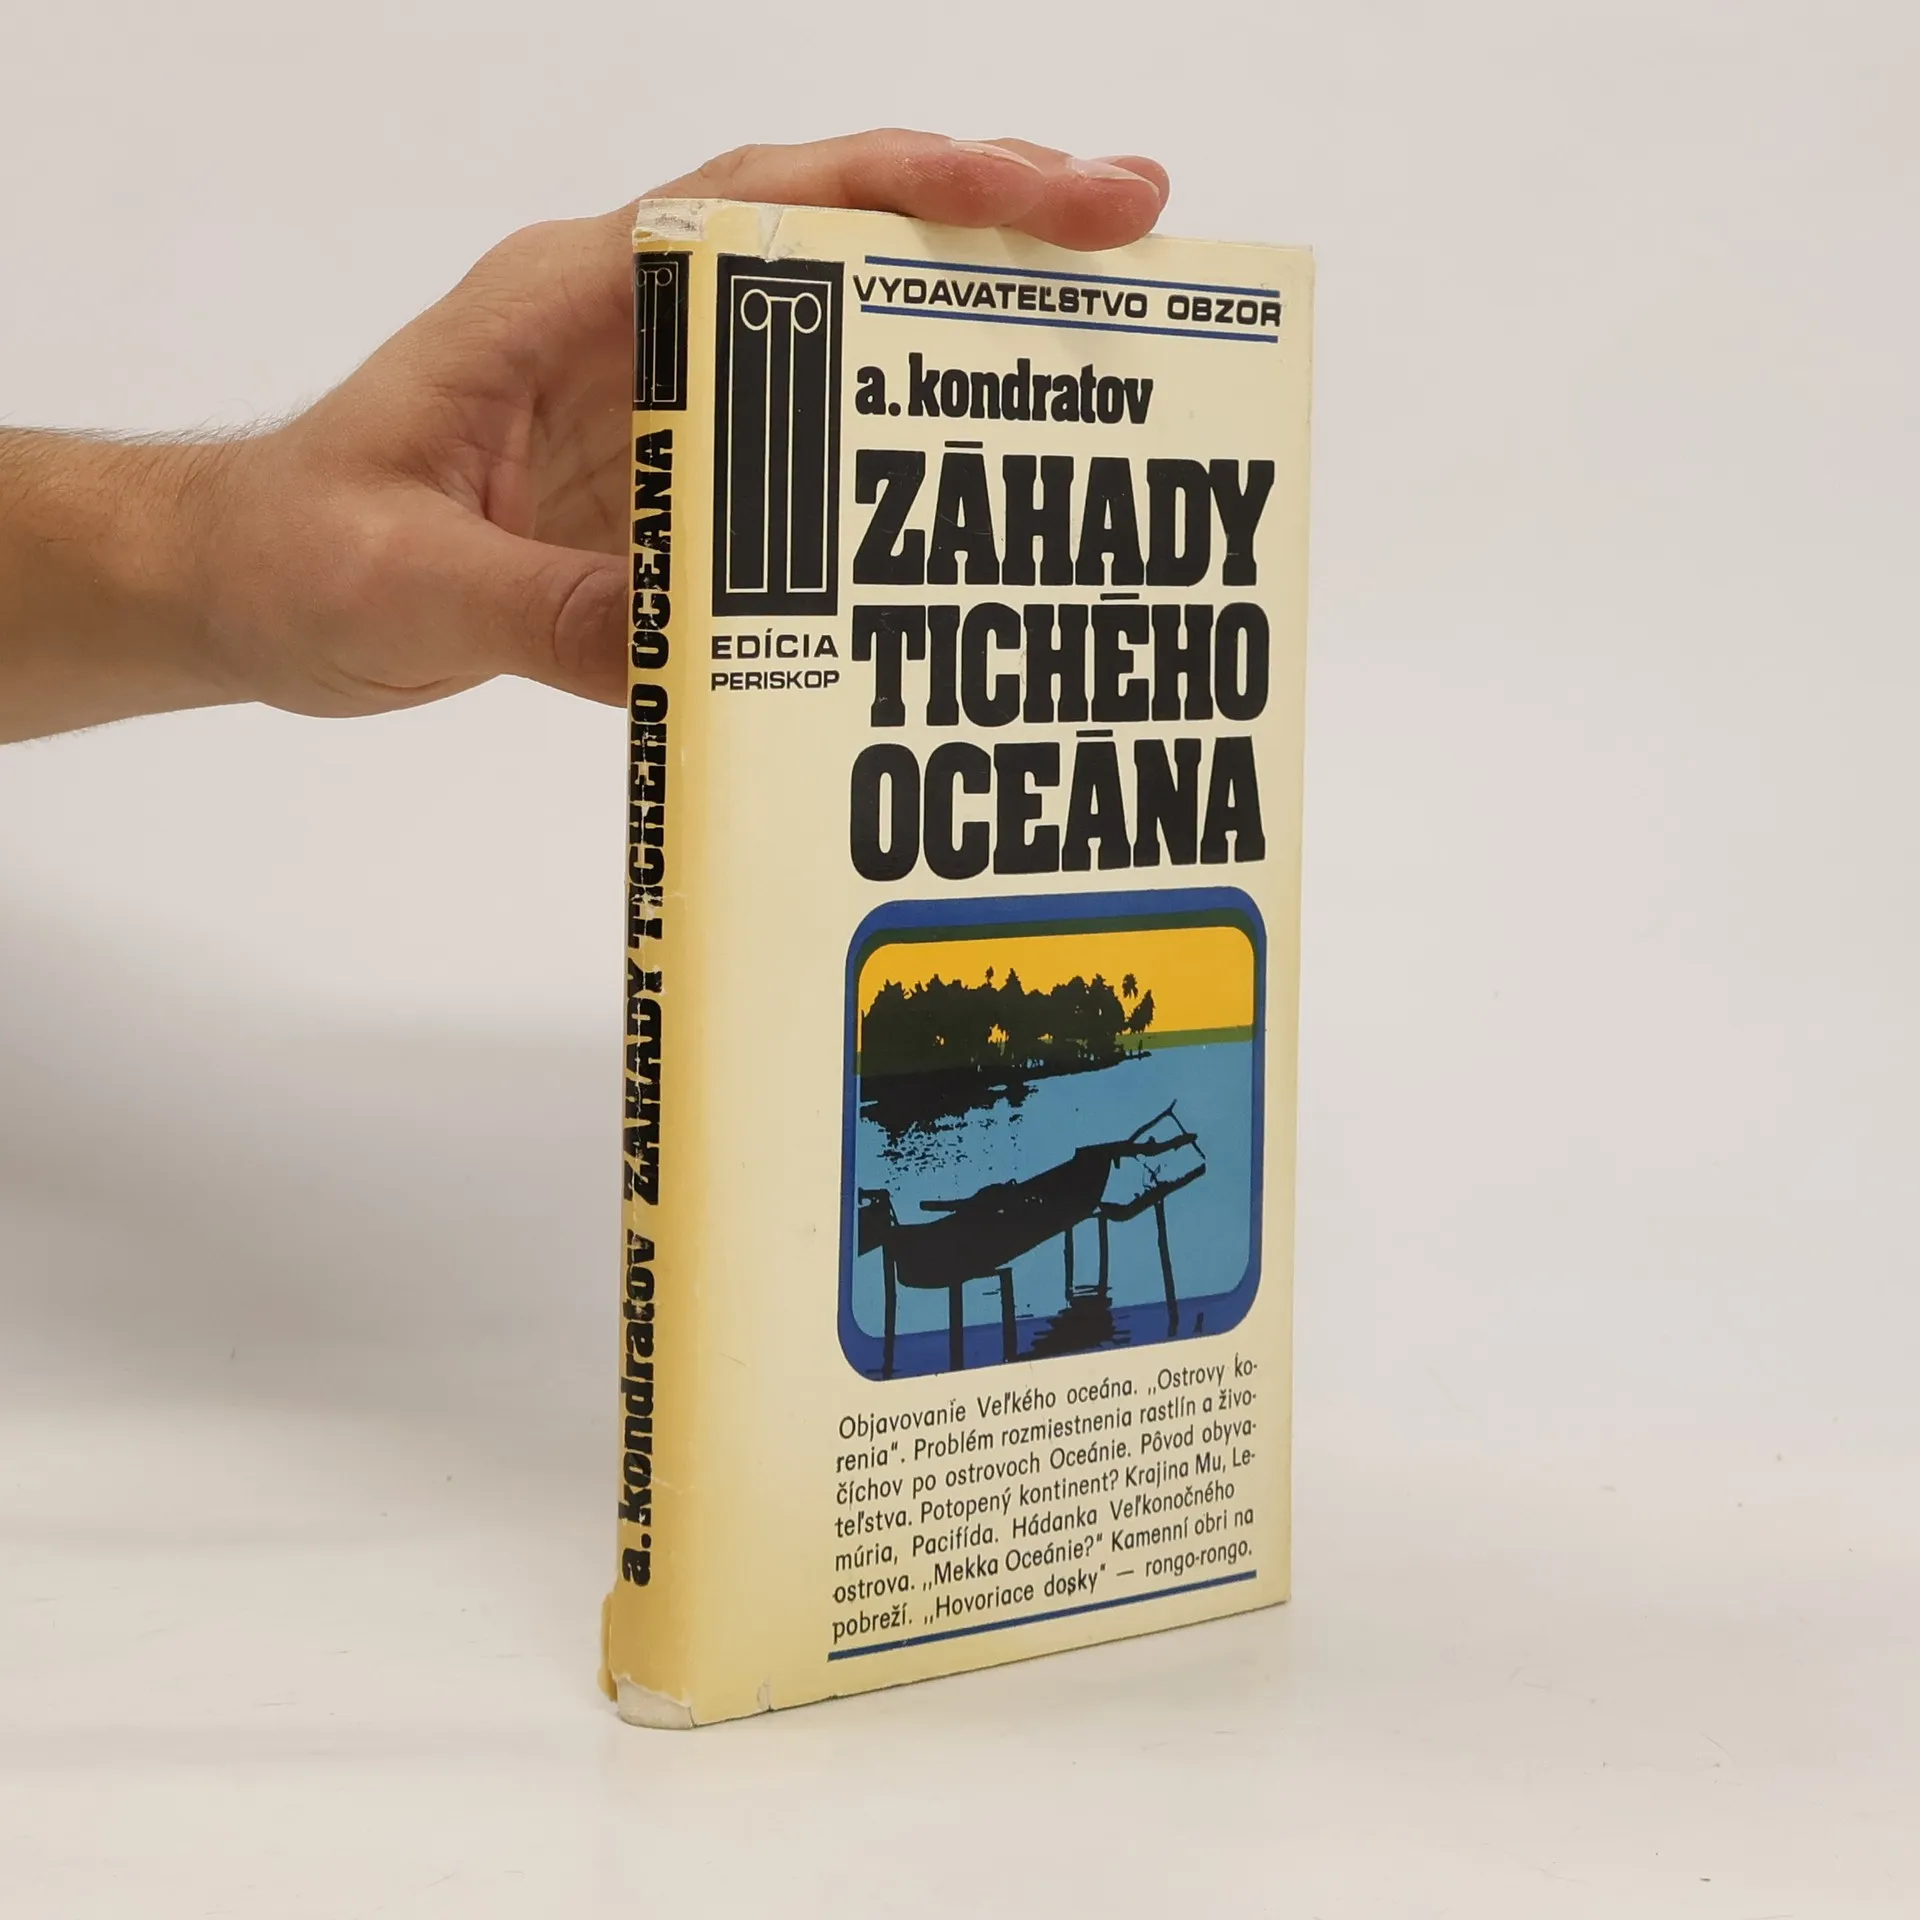 VYDAVATEĽSTVO OBZOR
a. kondratov
ZÁHADY
TICHÉHO
OCEÁNA
EDÍCIA
PERISKOP
Objavovanie Veľkého oceána. „Ostrovy ko-
renia“. Problém rozmiestnenia rastlín a živo-
číchov po ostrovoch Oceánie. Pôvod obyva-
teľstva. Potopený kontinent? Krajina Mu, Le-
múria, Pacifída. Hádanka Veľkonočného
ostrova. „Mekka Oceánie?“ Kamenní obri na
pobreží. „Hovoriace dosky“ — rongo-rongo.
a. kondratov ZÁHADY TICHÉHO OCEÁNA